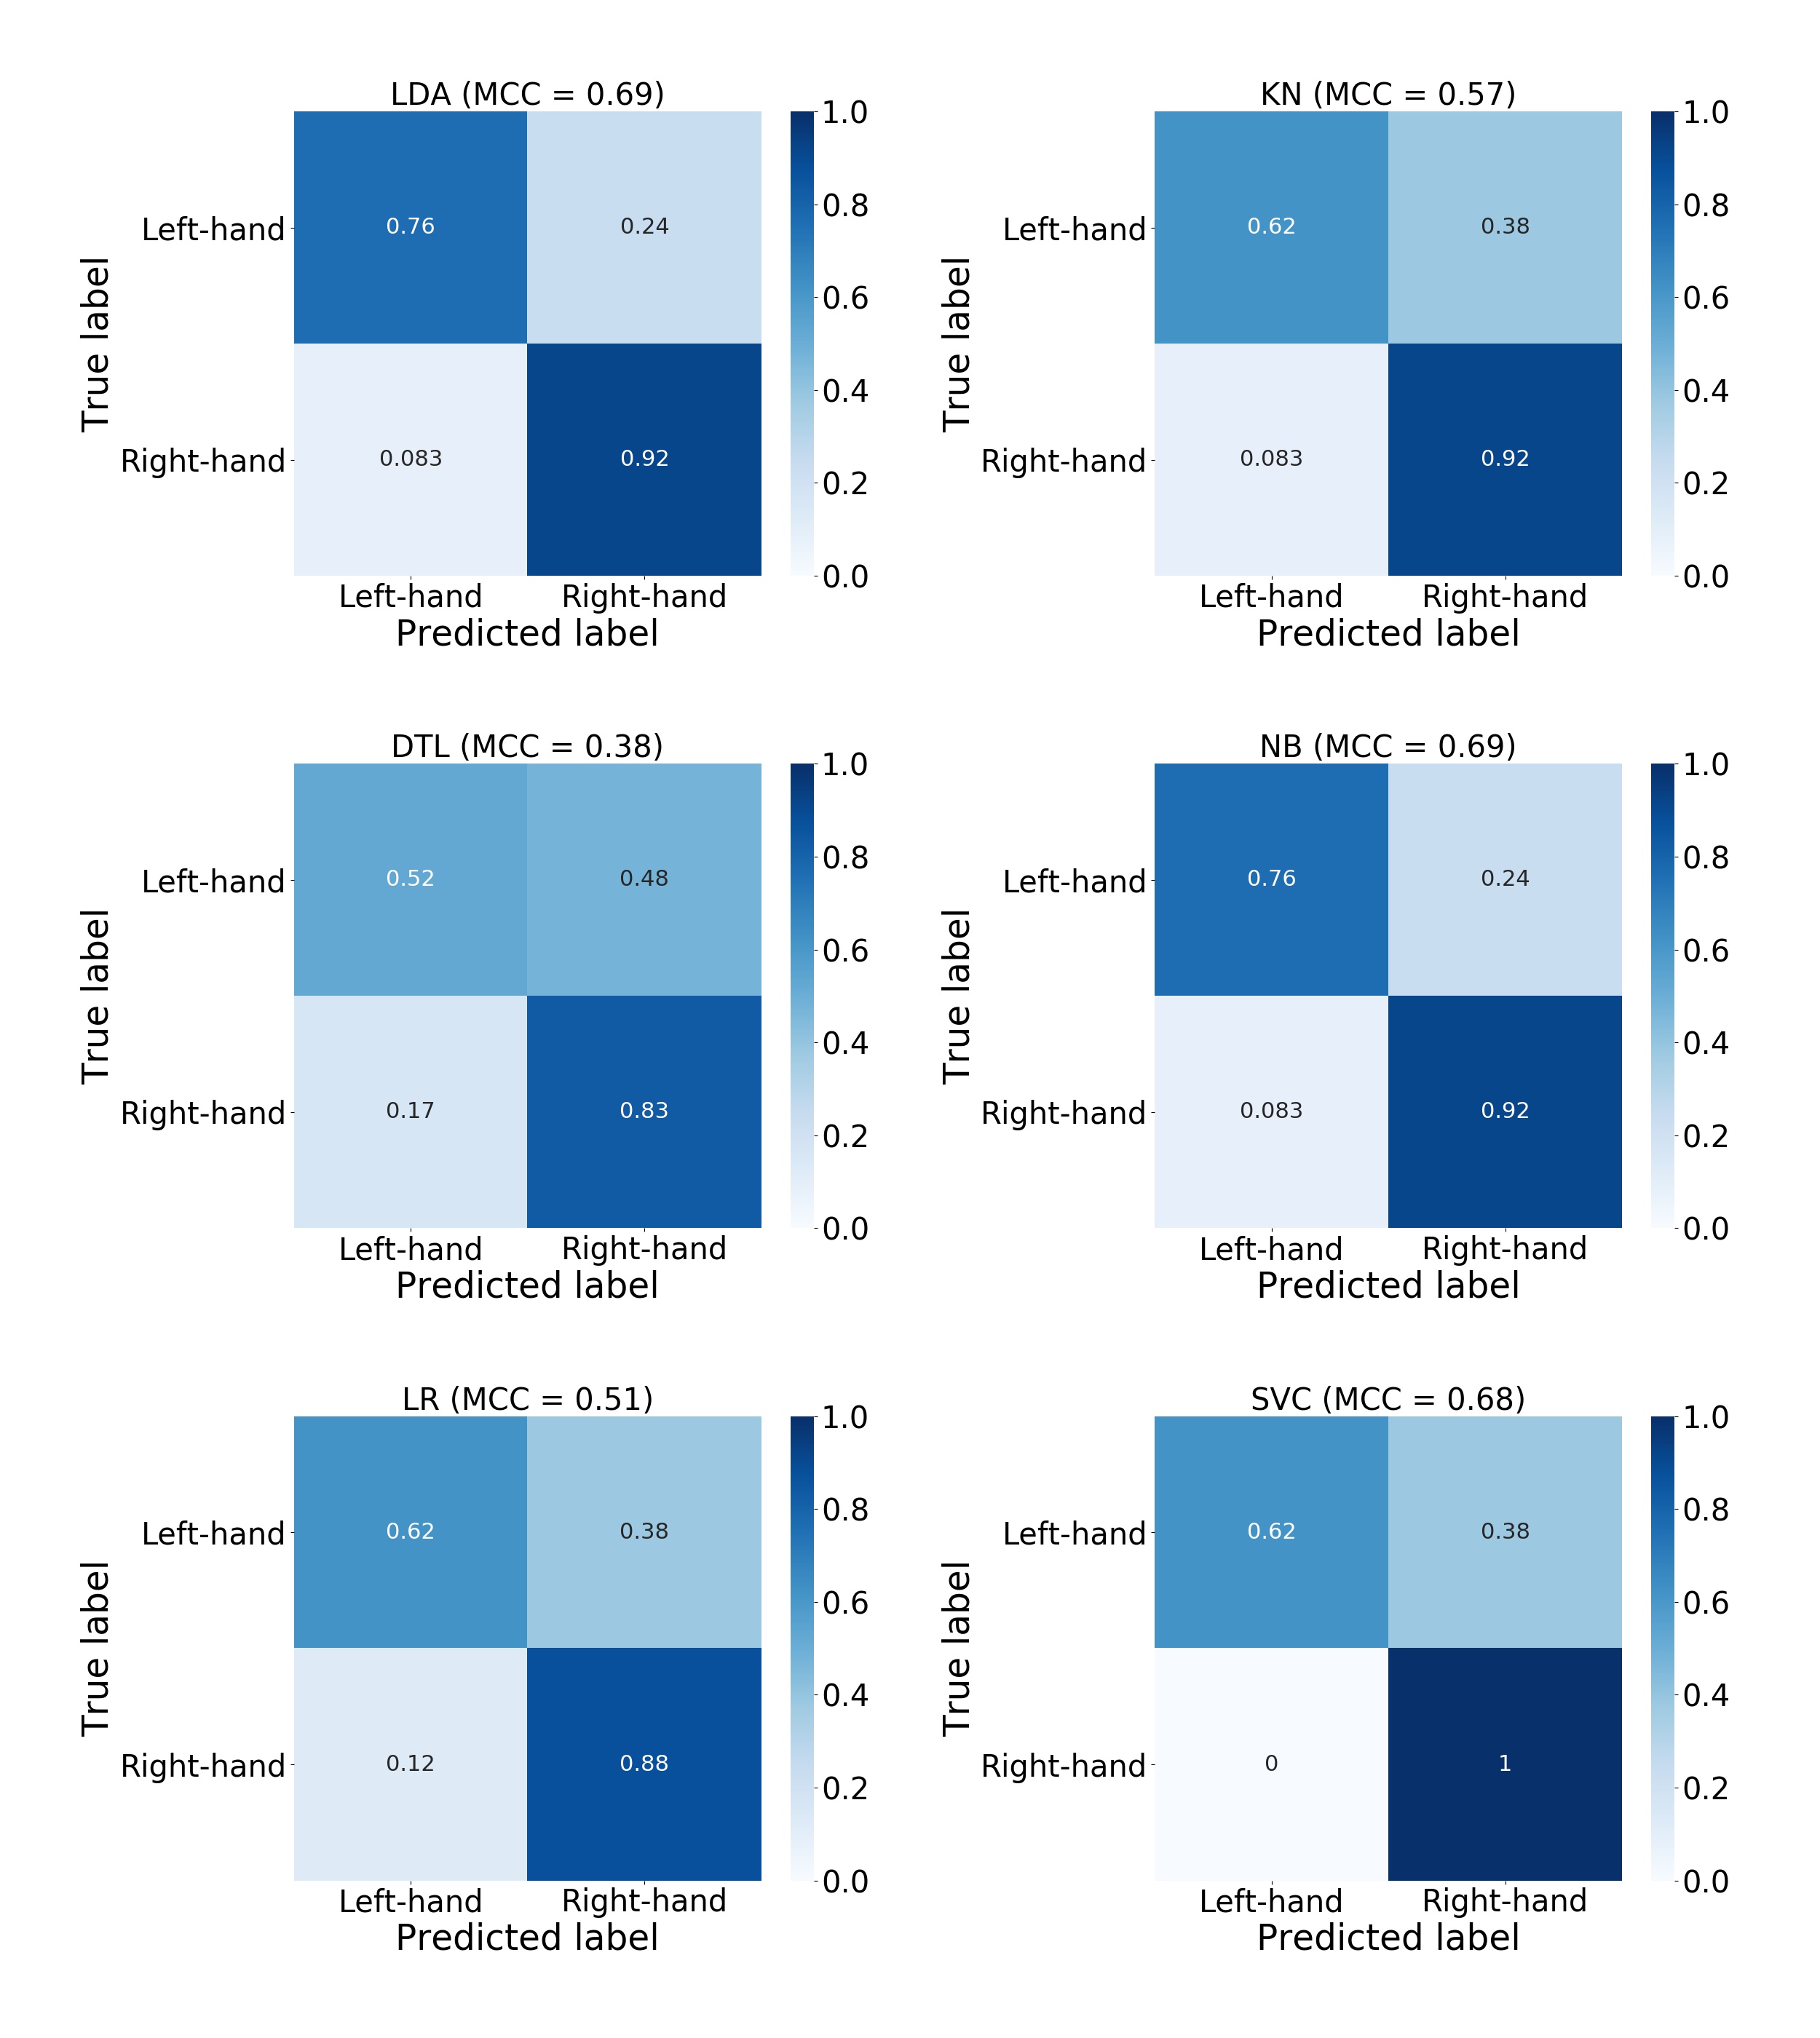 LDA (MCC = 0.69)
1.0
0.8
0.6
0.4
0.2
0.0
True label
Left-hand
Right-hand
0.76
0.24
0.083
0.92
Left-hand
Right-hand
Predicted label
KN (MCC = 0.57)
1.0
0.8
0.6
0.4
0.2
0.0
True label
Left-hand
Right-hand
0.62
0.38
0.083
0.92
Left-hand
Right-hand
Predicted label
DTL (MCC = 0.38)
1.0
0.8
0.6
0.4
0.2
0.0
True label
Left-hand
Right-hand
0.52
0.48
0.17
0.83
Left-hand
Right-hand
Predicted label
NB (MCC = 0.69)
1.0
0.8
0.6
0.4
0.2
0.0
True label
Left-hand
Right-hand
0.76
0.24
0.083
0.92
Left-hand
Right-hand
Predicted label
LR (MCC = 0.51)
1.0
0.8
0.6
0.4
0.2
0.0
True label
Left-hand
Right-hand
0.62
0.38
0.12
0.88
Left-hand
Right-hand
Predicted label
SVC (MCC = 0.68)
1.0
0.8
0.6
0.4
0.2
0.0
True label
Left-hand
Right-hand
0.62
0.38
0
1
Left-hand
Right-hand
Predicted label